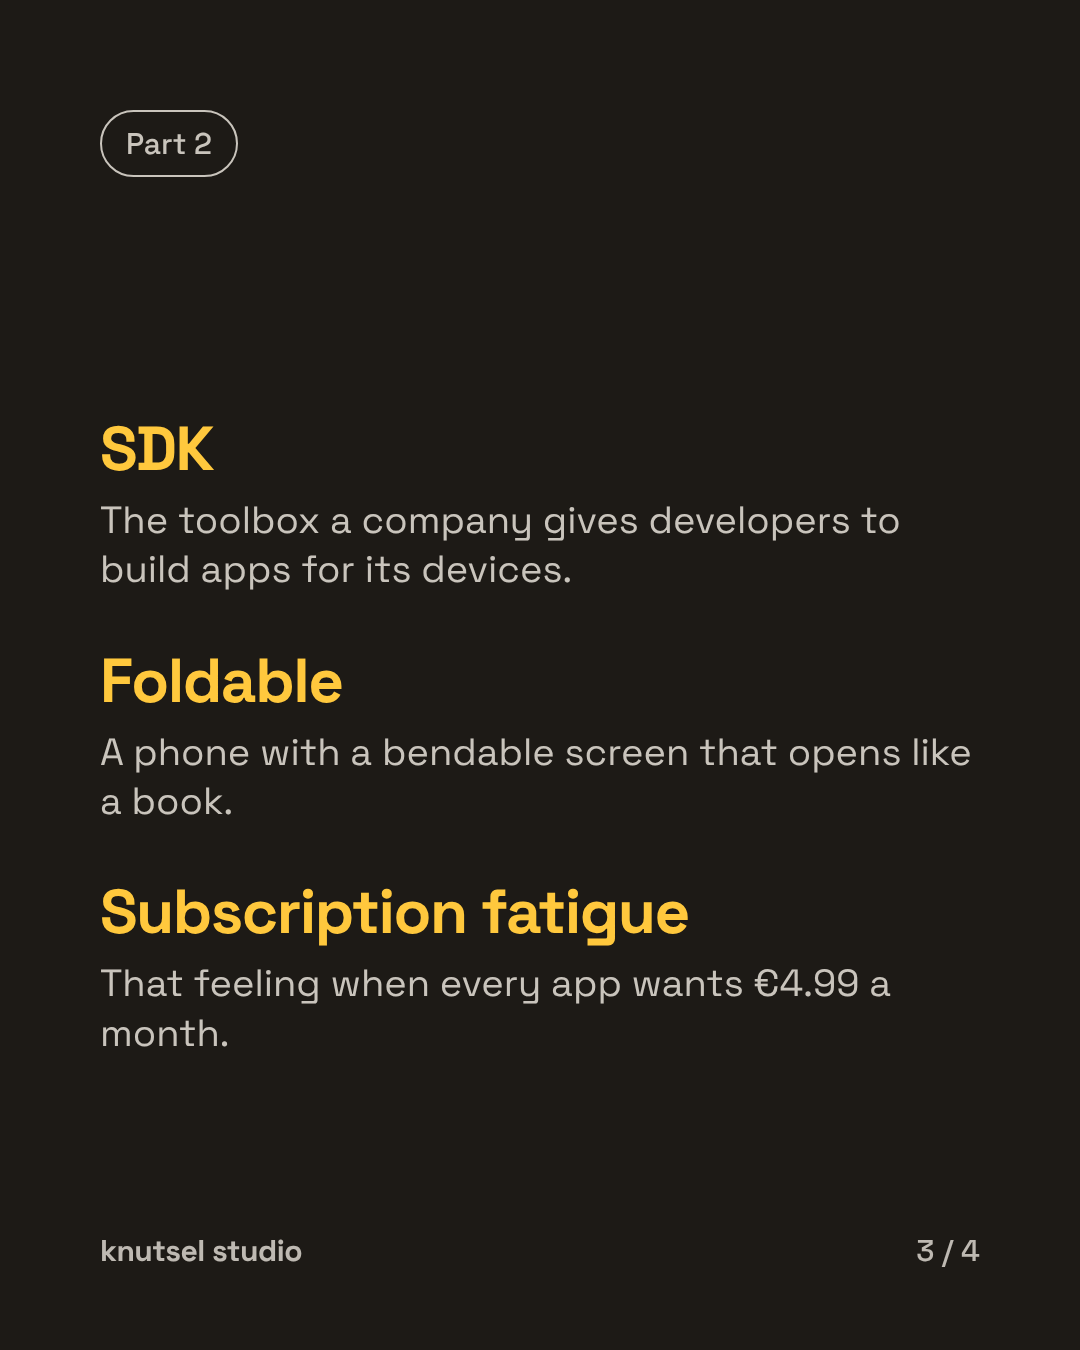 Part 2
SDK
The toolbox a company gives developers to
build apps for its devices.
Foldable
A phone with a bendable screen that opens like
a book.
Subscription fatigue
That feeling when every app wants €4.99 a
month.
knutsel studio
3 / 4